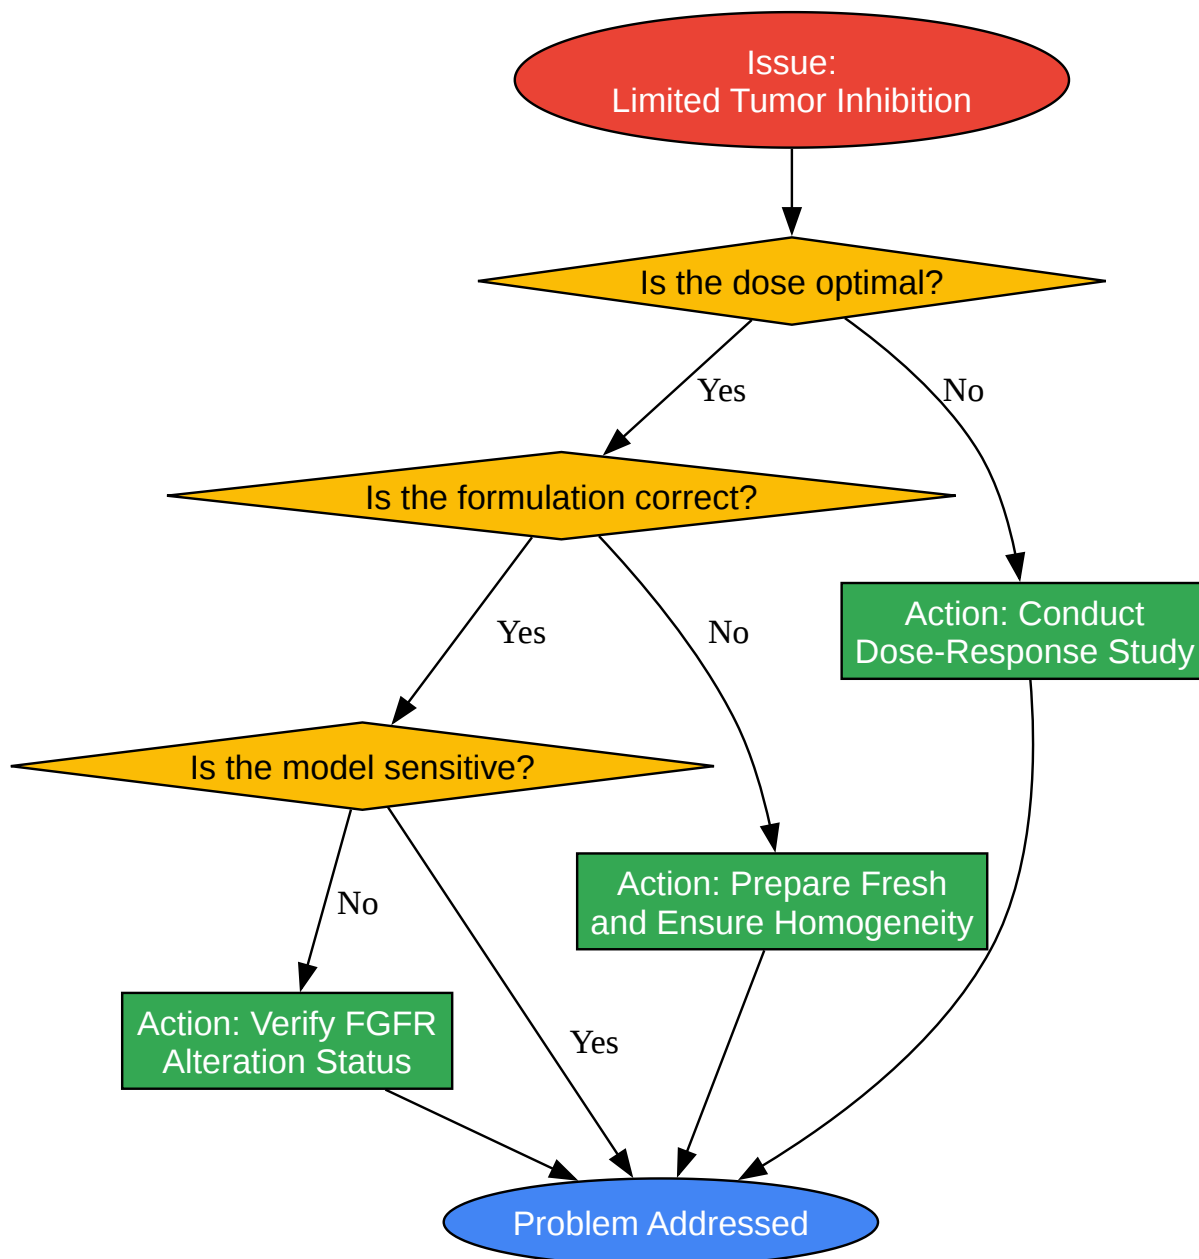 Issue:
Limited Tumor Inhibition
Is the dose optimal?
Yes
No
Is the formulation correct?
Yes
No
Action: Conduct
Dose-Response Study
Is the model sensitive?
No
Yes
Action: Prepare Fresh
and Ensure Homogeneity
Action: Verify FGFR
Alteration Status
Problem Addressed